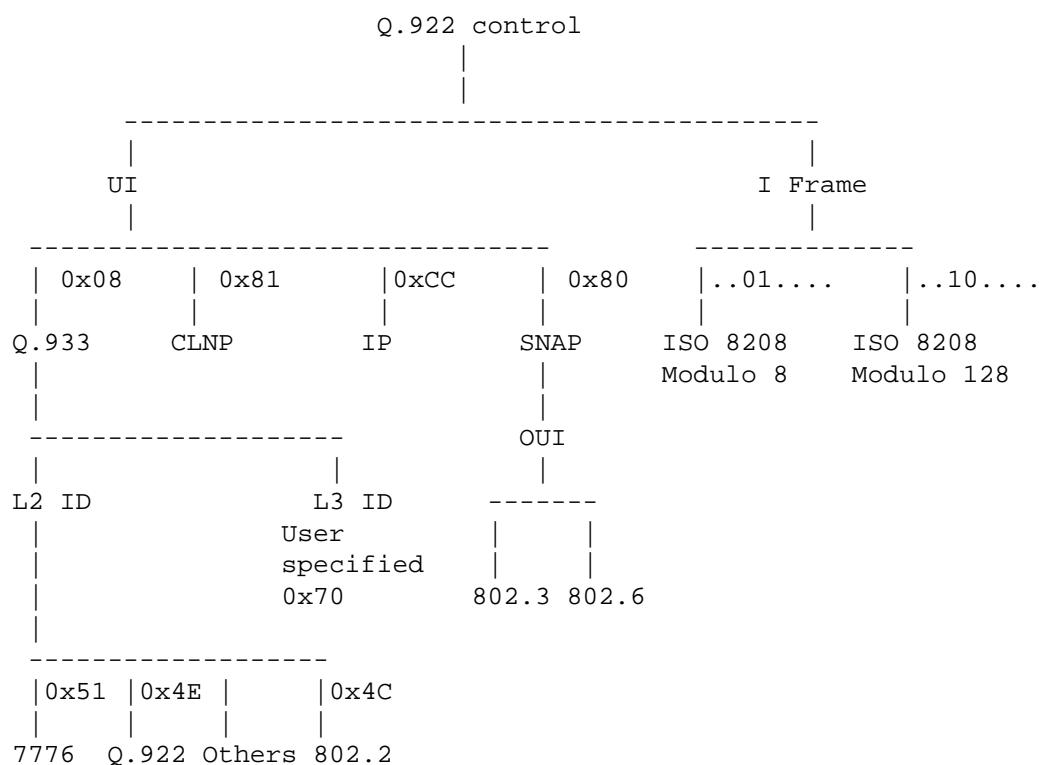 Q.922 control
UI I Frame
0x08 0x81 0xCC 0x80 ..01.... ..10....
Q.933 CLNP IP SNAP ISO 8208 ISO 8208
Modulo 8 Modulo 128
OUI
L2 ID L3 ID
User
specified
0x70 802.3 802.6
0x51 0x4E 0x4C
7776 Q.922 Others 802.2